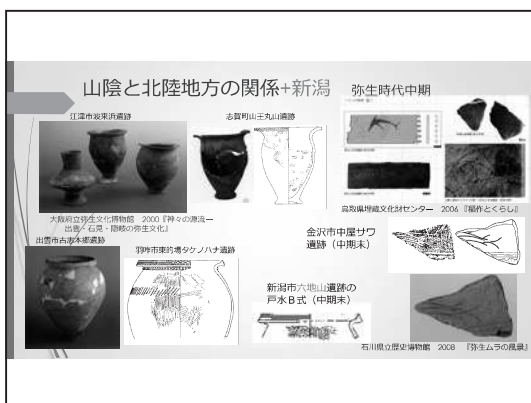 山陰と北陸地方の関係+新潟
弥生時代中期
江津市波来浜遺跡
志賀町山王丸山遺跡
大阪府立弥生文化博物館 2000『神々の源流―
出雲・石見・隠岐の弥生文化』
鳥取県埋蔵文化財センター 2006 『稲作とくらし』
出雲市古志本郷遺跡
羽咋市東的場タケノハナ遺跡
金沢市中屋サワ
遺跡（中期末）
新潟市六地山遺跡の
戸水B式（中期末）
石川県立歴史博物館 2008 『弥生ムラの風景』